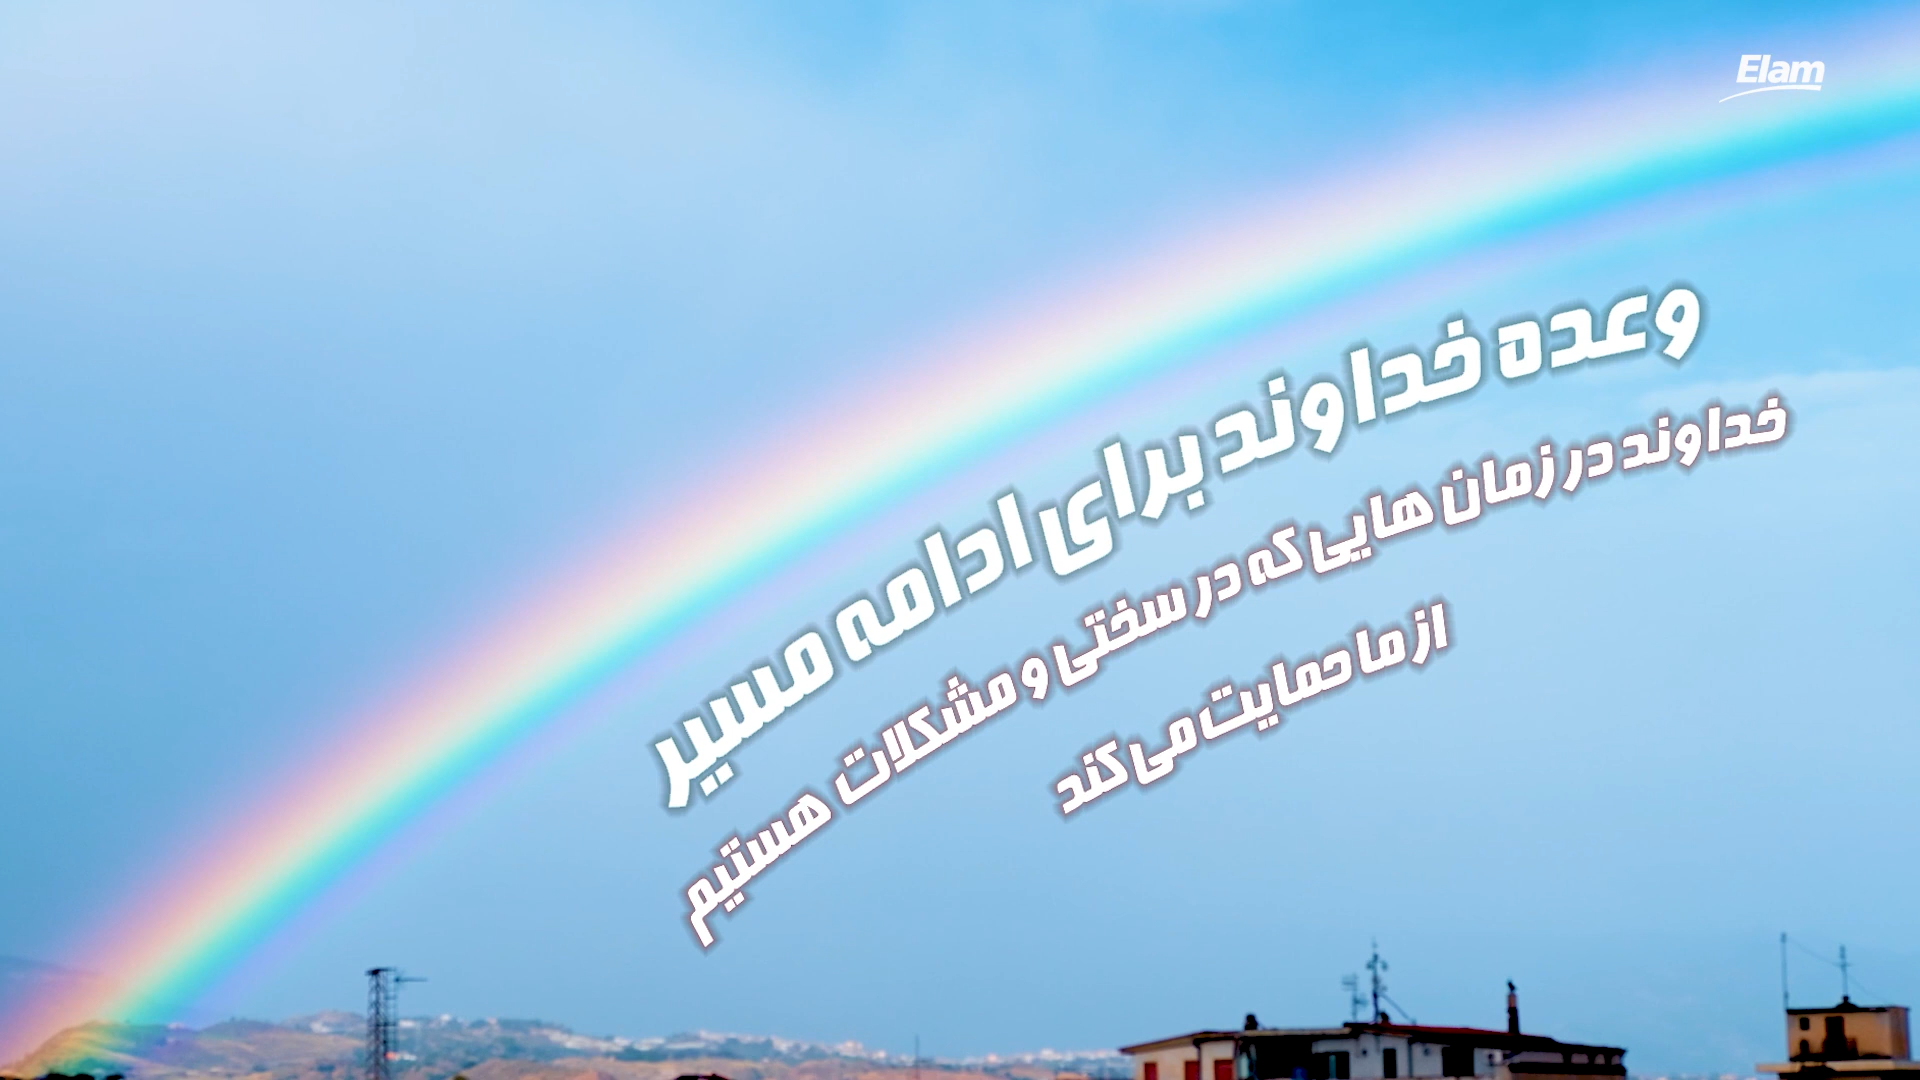 Elam
وعده خداوند برای ادامه مسیر
خداوند در زمان هایی که در سختی و مشکلات هستیم
از ما حمایت می‌کند